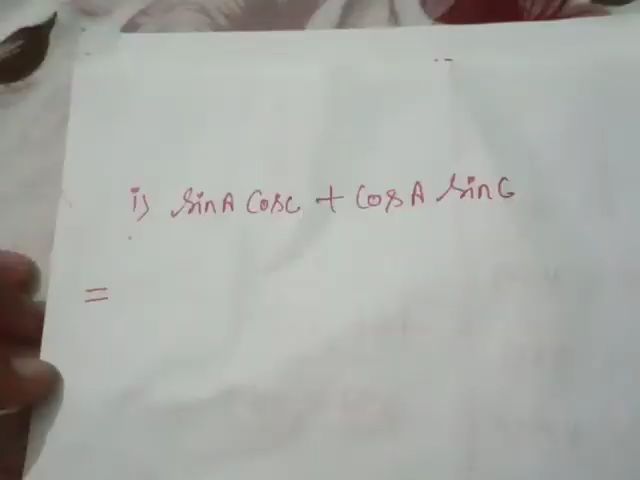 i) sinA cosC + cosA sinC
=